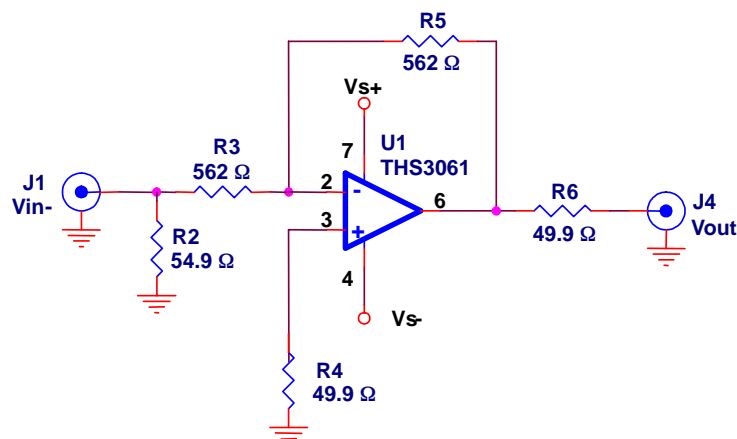 R5
562 Ω
Vs+
U1
THS3061
7
R3
562 Ω
J1
Vin-
2
-
6
R6
49.9 Ω
J4
Vout
3
+
R2
54.9 Ω
4
Vs-
R4
49.9 Ω